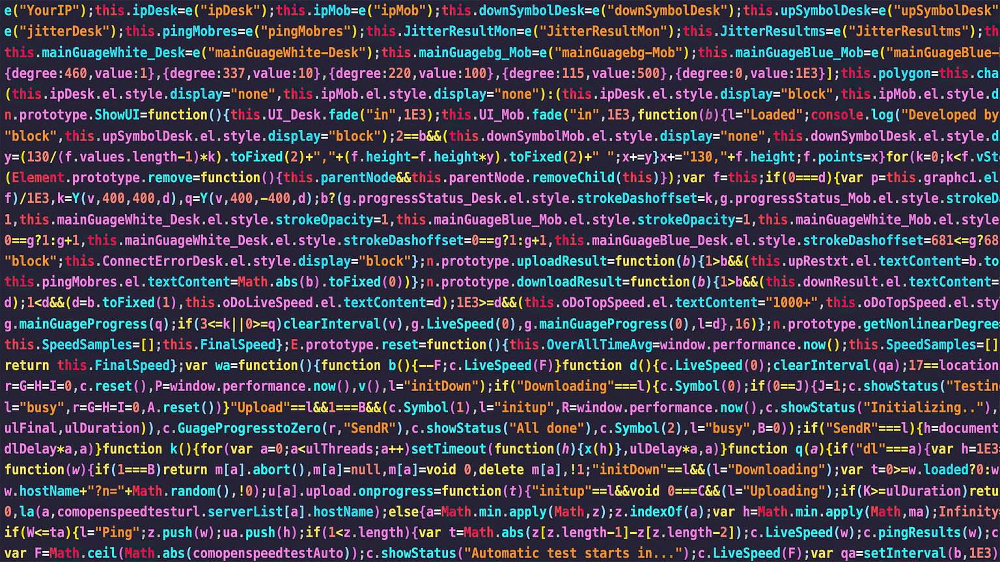 e("YourIP");this.ipDesk=e("ipDesk");this.ipMob=e("ipMob");this.downSymbolDesk=e("downSymbolDesk");this.upSymbolDesk=e("upSymbolDesk"
e("jitterDesk");this.pingMobres=e("pingMobres");this.JitterResultMon=e("JitterResultMon");this.JitterResultms=e("JitterResultms");th
this.mainGuageWhite_Desk=e("mainGuageWhite-Desk");this.mainGuagebg_Mob=e("mainGuagebg-Mob");this.mainGuageBlue_Mob=e("mainGuageBlue-
{degree:460,value:1},{degree:337,value:10},{degree:220,value:100},{degree:115,value:500},{degree:0,value:1E3}];this.polygon=this.cha
(this.ipDesk.el.style.display="none",this.ipMob.el.style.display="none"):(this.ipDesk.el.style.display="block",this.ipMob.el.style.d
n.prototype.ShowUI=function(){this.UI_Desk.fade("in",1E3);this.UI_Mob.fade("in",1E3,function(b){l="Loaded";console.log("Developed by
"block",this.upSymbolDesk.el.style.display="block");2==b&&(this.downSymbolMob.el.style.display="none",this.downSymbolDesk.el.style.d
y=(130/(f.values.length-1)*k).toFixed(2)+","+(f.height-f.height*y).toFixed(2)+" ";x+=y}x+="130,"+f.height;f.points=x}for(k=0;k<f.vSt
(Element.prototype.remove=function(){this.parentNode&&this.parentNode.removeChild(this)});var f=this;if(0===d){var p=this.graphc1.el
f)/1E3,k=Y(v,400,400,d),q=Y(v,400,-400,d);b?(g.progressStatus_Desk.el.style.strokeDashoffset=k,g.progressStatus_Mob.el.style.strokeD
1,this.mainGuageWhite_Desk.el.style.strokeOpacity=1,this.mainGuageBlue_Mob.el.style.strokeOpacity=1,this.mainGuageWhite_Mob.el.style
0==g?1:g+1,this.mainGuageWhite_Desk.el.style.strokeDashoffset=0==g?1:g+1,this.mainGuageBlue_Desk.el.style.strokeDashoffset=681<=g?68
"block";this.ConnectErrorDesk.el.style.display="block"};n.prototype.uploadResult=function(b){1>b&&(this.upRestxt.el.textContent=b.to
this.pingMobres.el.textContent=Math.abs(b).toFixed(0))};n.prototype.downloadResult=function(b){1>b&&(this.downResult.el.textContent=
d);1<d&&(d=b.toFixed(1),this.oDoLiveSpeed.el.textContent=d);1E3>=d&&(this.oDoTopSpeed.el.textContent="1000+",this.oDoTopSpeed.el.sty
g.mainGuageProgress(q);if(3<=k||0>=q)clearInterval(v),g.LiveSpeed(0),g.mainGuageProgress(0),l=d},16)};n.prototype.getNonlinearDegree=
this.SpeedSamples=[];this.FinalSpeed};E.prototype.reset=function(){this.OverAllTimeAvg=window.performance.now();this.SpeedSamples=[]
return this.FinalSpeed};var wa=function(){function b(){--F;c.LiveSpeed(F)}function d(){c.LiveSpeed(0);clearInterval(qa);17==location
r=G=H=I=0,c.reset(),P=window.performance.now(),v(),l="initDown");if("Downloading"===l){c.Symbol(0);if(0==J){J=1;c.showStatus("Testin
l="busy",r=G=H=I=0,A.reset())}"Upload"==l&&1===B&&(c.Symbol(1),l="initup",R=window.performance.now(),c.showStatus("Initializing.."),
ulFinal,ulDuration)),c.GuageProgresstoZero(r,"SendR"),c.showStatus("All done"),c.Symbol(2),l="busy",B=0));if("SendR"===l){h=document
dlDelay*a,a)}function k(){for(var a=0;a<ulThreads;a++)setTimeout(function(h){x(h)},ulDelay*a,a)}function q(a){if("dl"===a){var h=1E3
function(w){if(1===B)return m[a].abort(),m[a]=null,m[a]=void 0,delete m[a],!1;"initDown"==l&&(l="Downloading");var t=0>=w.loaded?0:w
w.hostName+"?n="+Math.random(),!0);u[a].upload.onprogress=function(t){"initup"==l&&void 0===C&&(l="Uploading");if(K>=ulDuration)retu
0,la(a,comopenspeedtesturl.serverList[a].hostName);else{a=Math.min.apply(Math,z);z.indexOf(a);var h=Math.min.apply(Math,ma);Infinity
if(W<=ta){l="Ping";z.push(w);ua.push(h);if(1<z.length){var t=Math.abs(z[z.length-1]-z[z.length-2]);c.LiveSpeed(w);c.pingResults(w);c
var F=Math.ceil(Math.abs(comopenspeedtestAuto));c.showStatus("Automatic test starts in...");c.LiveSpeed(F);var qa=setInterval(b,1E3)